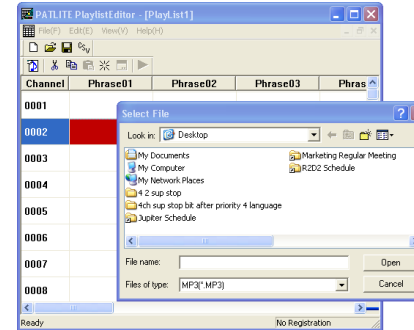 PATLITE PlaylistEditor - [PlayList1]
File(F) Edit(E) View(V) Help(H)
Channel Phrase01 Phrase02 Phrase03 Phras
0001
0002
0003
0004
0005
0006
0007
0008
Select File
Look in: Desktop
My Documents
My Computer
My Network Places
4 2 sup stop
4ch sup stop bit after priority 4 language
Jupiter Schedule
Marketing Regular Meeting
R2D2 Schedule
File name: Open
Files of type: MP3(*.MP3) Cancel
Ready No Registration